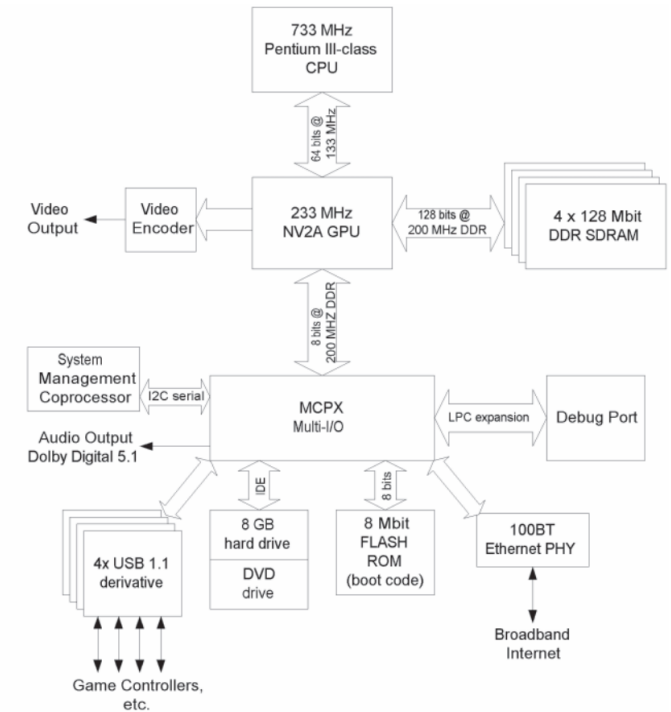 733 MHz
Pentium III-class
CPU
64 bits @
133 MHz
Video
Output
Video
Encoder
233 MHz
NV2A GPU
128 bits @
200 MHz DDR
4 x 128 Mbit
DDR SDRAM
8 bits @
200 MHZ DDR
System
Management
Coprocessor
I2C serial
MCPX
Multi-I/O
LPC expansion
Debug Port
Audio Output
Dolby Digital 5.1
IDE
8 bits
4x USB 1.1
derivative
8 GB
hard drive
DVD
drive
8 Mbit
FLASH
ROM
(boot code)
100BT
Ethernet PHY
Broadband
Internet
Game Controllers,
etc.